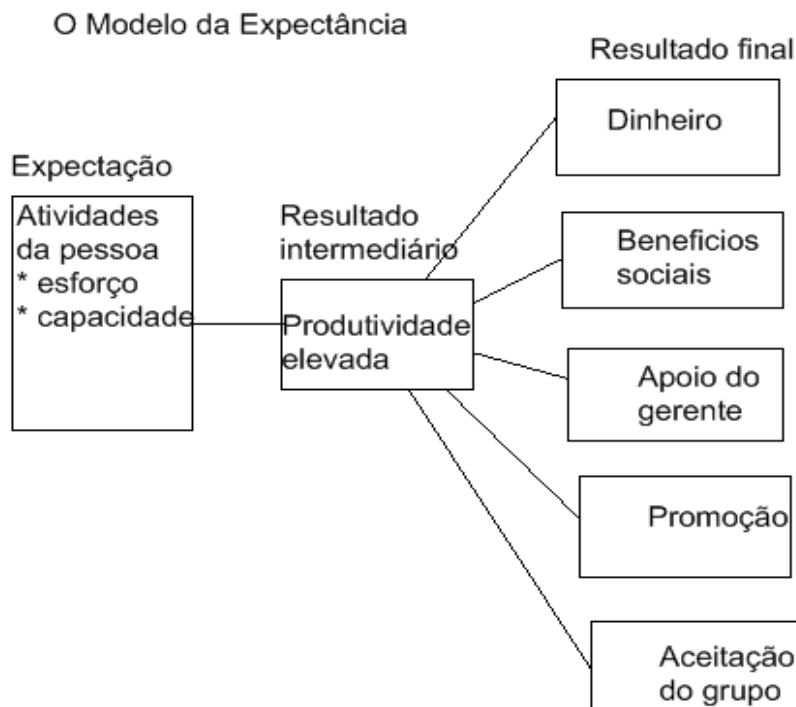 O Modelo da Expectância
Resultado final
Dinheiro
Expectação
Atividades
da pessoa
* esforço
* capacidade
Resultado
intermediário
Produtividade
elevada
Beneficios
sociais
Apoio do
gerente
Promoção
Aceitação
do grupo